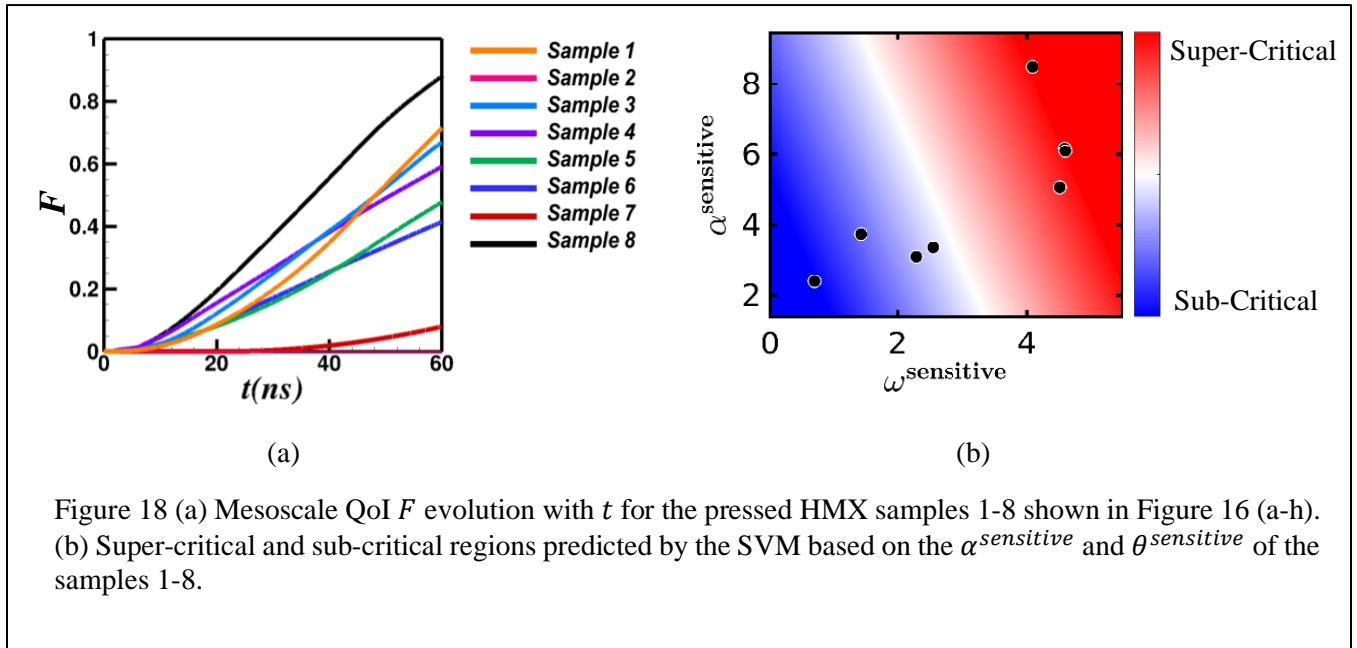 1
0.8
0.6
0.4
0.2
0
F
0 20 40 60
t(ns)
Sample 1
Sample 2
Sample 3
Sample 4
Sample 5
Sample 6
Sample 7
Sample 8
(a)
8
6
4
2
α^sensitive
0 2 4
ω^sensitive
Super-Critical
Sub-Critical
(b)
Figure 18 (a) Mesoscale QoI F evolution with t for the pressed HMX samples 1-8 shown in Figure 16 (a-h).
(b) Super-critical and sub-critical regions predicted by the SVM based on the α^sensitive and θ^sensitive of the
samples 1-8.